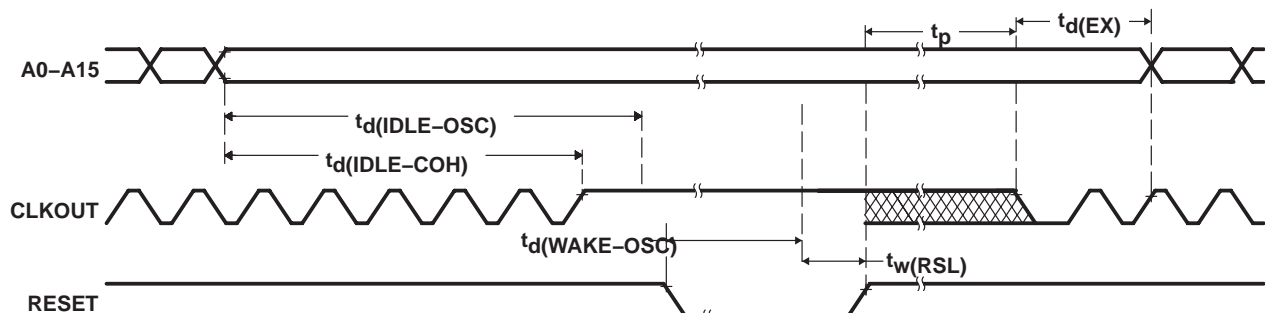 tp
td(EX)
A0–A15
td(IDLE–OSC)
td(IDLE–COH)
CLKOUT
td(WAKE–OSC)
tw(RSL)
RESET